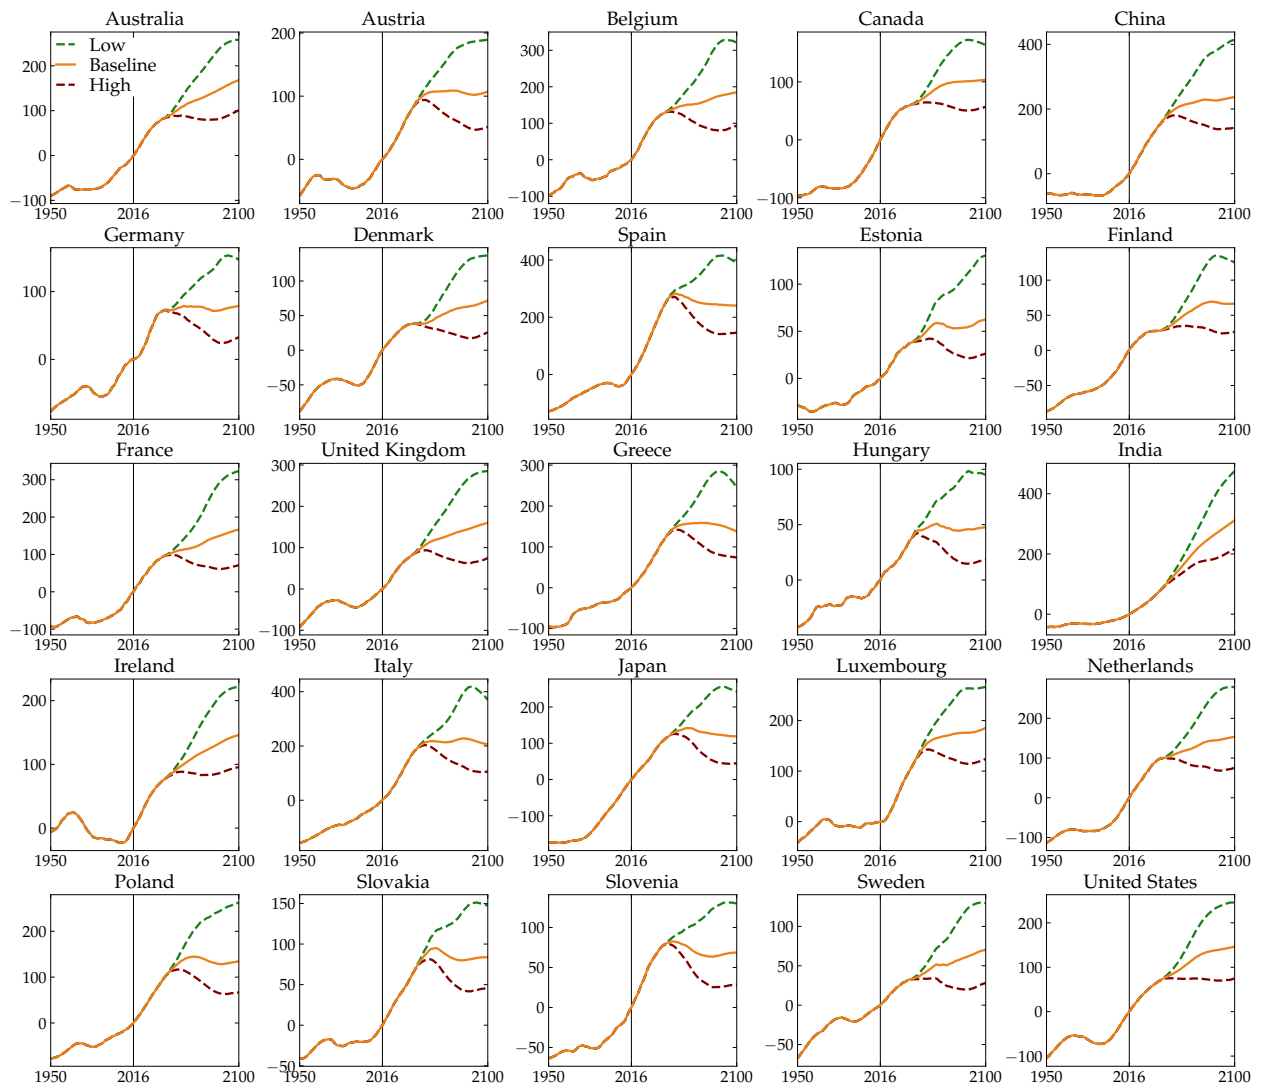 Australia Austria Belgium Canada China
Low
Baseline
High
200
100
0
−100
1950 2016 2100
200
100
0
1950 2016 2100
300
200
100
0
−100
1950 2016 2100
100
0
−100
1950 2016 2100
400
200
0
1950 2016 2100
Germany Denmark Spain Estonia Finland
100
0
1950 2016 2100
100
50
0
−50
1950 2016 2100
400
200
0
1950 2016 2100
100
50
0
1950 2016 2100
100
50
0
−50
1950 2016 2100
France United Kingdom Greece Hungary India
300
200
100
0
−100
1950 2016 2100
300
200
100
0
−100
1950 2016 2100
300
200
100
0
−100
1950 2016 2100
100
50
0
1950 2016 2100
400
200
0
1950 2016 2100
Ireland Italy Japan Luxembourg Netherlands
200
100
0
1950 2016 2100
400
200
0
1950 2016 2100
200
100
0
−100
1950 2016 2100
200
100
0
1950 2016 2100
200
100
0
−100
1950 2016 2100
Poland Slovakia Slovenia Sweden United States
200
100
0
1950 2016 2100
150
100
50
0
−50
1950 2016 2100
100
50
0
−50
1950 2016 2100
100
50
0
−50
1950 2016 2100
200
100
0
−100
1950 2016 2100